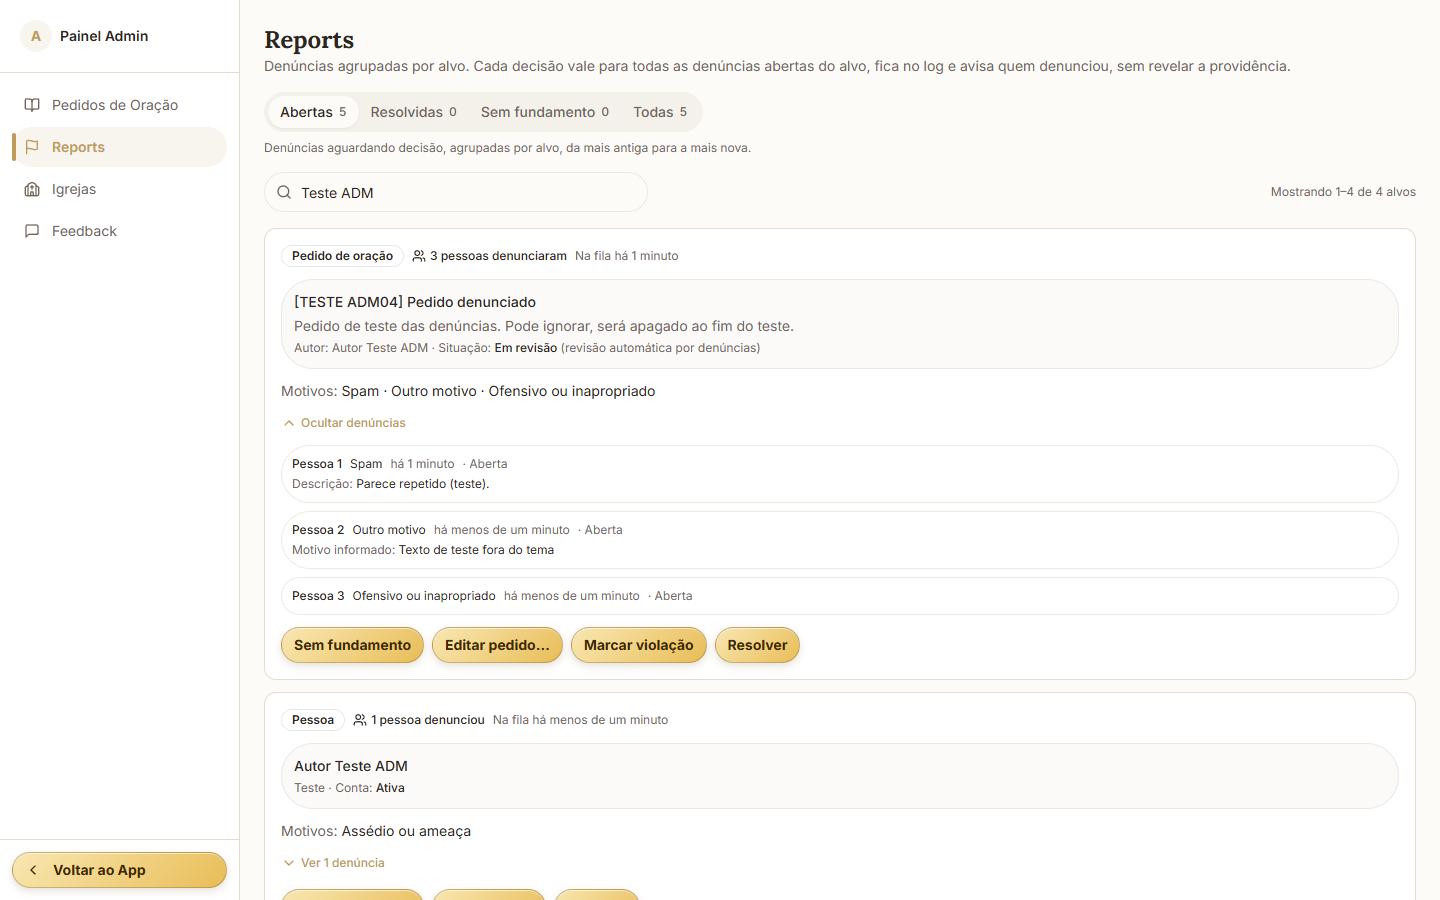 A Painel Admin
Pedidos de Oração
Reports
Igrejas
Feedback
Voltar ao App
Reports
Denúncias agrupadas por alvo. Cada decisão vale para todas as denúncias abertas do alvo, fica no log e avisa quem denunciou, sem revelar a providência.
Abertas 5 Resolvidas 0 Sem fundamento 0 Todas 5
Denúncias aguardando decisão, agrupadas por alvo, da mais antiga para a mais nova.
Teste ADM
Mostrando 1–4 de 4 alvos
Pedido de oração 3 pessoas denunciaram Na fila há 1 minuto
[TESTE ADM04] Pedido denunciado
Pedido de teste das denúncias. Pode ignorar, será apagado ao fim do teste.
Autor: Autor Teste ADM · Situação: Em revisão (revisão automática por denúncias)
Motivos: Spam · Outro motivo · Ofensivo ou inapropriado
Ocultar denúncias
Pessoa 1 Spam há 1 minuto · Aberta
Descrição: Parece repetido (teste).
Pessoa 2 Outro motivo há menos de um minuto · Aberta
Motivo informado: Texto de teste fora do tema
Pessoa 3 Ofensivo ou inapropriado há menos de um minuto · Aberta
Sem fundamento Editar pedido... Marcar violação Resolver
Pessoa 1 pessoa denunciou Na fila há menos de um minuto
Autor Teste ADM
Teste · Conta: Ativa
Motivos: Assédio ou ameaça
Ver 1 denúncia